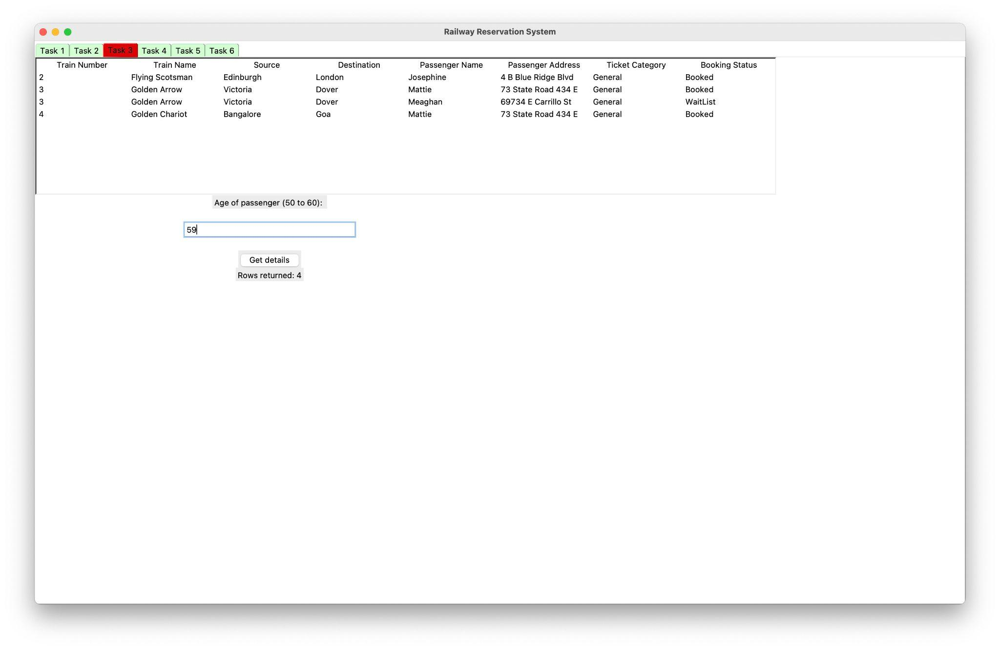 Railway Reservation System
Task 1 Task 2 Task 3 Task 4 Task 5 Task 6
Train Number Train Name Source Destination Passenger Name Passenger Address Ticket Category Booking Status
2 Flying Scotsman Edinburgh London Josephine 4 B Blue Ridge Blvd General Booked
3 Golden Arrow Victoria Dover Mattie 73 State Road 434 E General Booked
3 Golden Arrow Victoria Dover Meaghan 69734 E Carrillo St General WaitList
4 Golden Chariot Bangalore Goa Mattie 73 State Road 434 E General Booked
Age of passenger (50 to 60):
59
Get details
Rows returned: 4